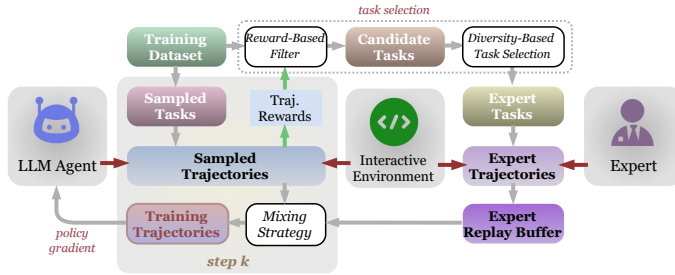 task selection
Training
Dataset
Reward-Based
Filter
Candidate
Tasks
Diversity-Based
Task Selection
Sampled
Tasks
Traj.
Rewards
Expert
Tasks
LLM Agent
Sampled
Trajectories
Interactive
Environment
Expert
Trajectories
Expert
policy
gradient
Training
Trajectories
Mixing
Strategy
Expert
Replay Buffer
step k